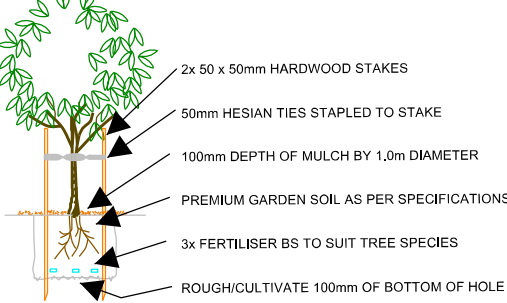 2x 50 x 50mm HARDWOOD STAKES
50mm HESIAN TIES STAPLED TO STAKE
100mm DEPTH OF MULCH BY 1.0m DIAMETER
PREMIUM GARDEN SOIL AS PER SPECIFICATIONS
3x FERTILISER BS TO SUIT TREE SPECIES
ROUGH/CULTIVATE 100mm OF BOTTOM OF HOLE